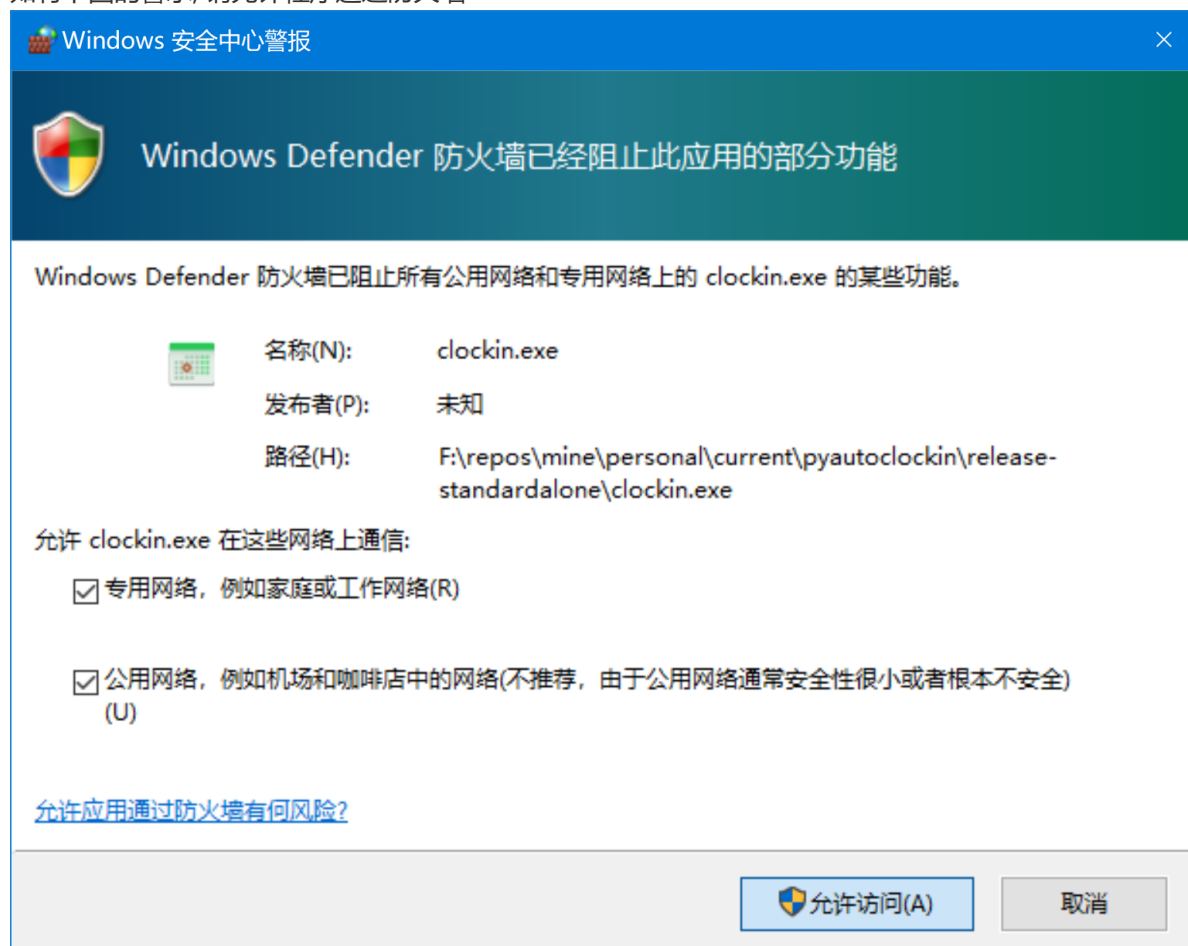 Windows 安全中心警报
Windows Defender 防火墙已经阻止此应用的部分功能
Windows Defender 防火墙已阻止所有公用网络和专用网络上的 clockin.exe 的某些功能。
名称(N): clockin.exe
发布者(P): 未知
路径(H): F:\repos\mine\personal\current\pyautoclockin\release-
standardalone\clockin.exe
允许 clockin.exe 在这些网络上通信:
专用网络，例如家庭或工作网络(R)
公用网络，例如机场和咖啡店中的网络(不推荐，由于公用网络通常安全性很小或者根本不安全)
(U)
允许应用通过防火墙有何风险?
允许访问(A) 取消